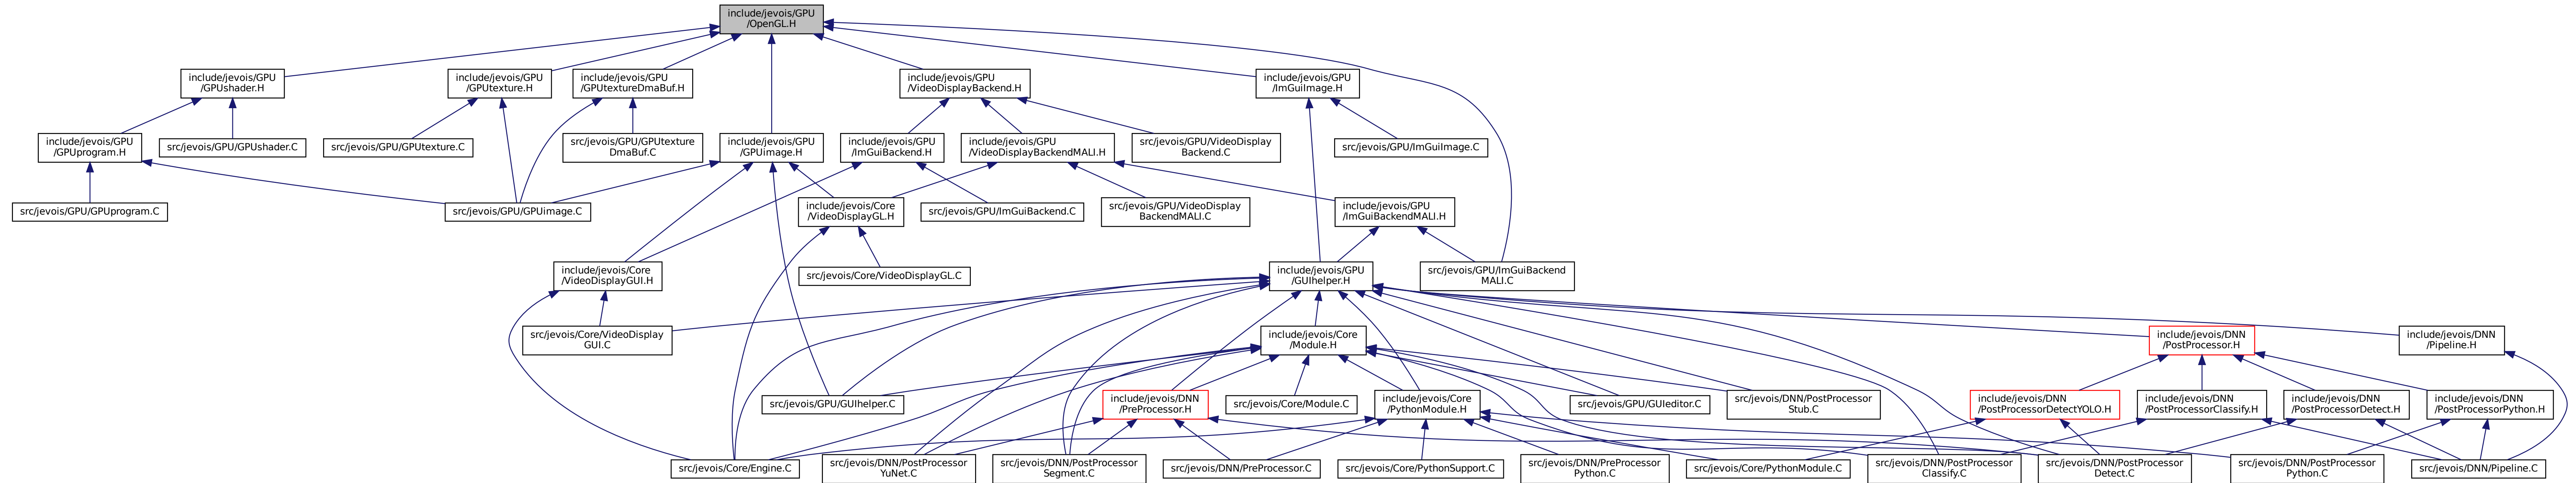 include/jevois/GPU
/OpenGL.H
include/jevois/GPU
/GPUshader.H
include/jevois/GPU
/GPUtexture.H
include/jevois/GPU
/GPUtextureDmaBuf.H
include/jevois/GPU
/VideoDisplayBackend.H
include/jevois/GPU
/ImGuiImage.H
include/jevois/GPU
/GPUprogram.H
src/jevois/GPU/GPUshader.C
src/jevois/GPU/GPUtexture.C
src/jevois/GPU/GPUtexture
DmaBuf.C
include/jevois/GPU
/GPUimage.H
include/jevois/GPU
/ImGuiBackend.H
include/jevois/GPU
/VideoDisplayBackendMALI.H
src/jevois/GPU/VideoDisplay
Backend.C
src/jevois/GPU/ImGuiImage.C
src/jevois/GPU/GPUprogram.C
src/jevois/GPU/GPUimage.C
include/jevois/Core
/VideoDisplayGL.H
src/jevois/GPU/ImGuiBackend.C
src/jevois/GPU/VideoDisplay
BackendMALI.C
include/jevois/GPU
/ImGuiBackendMALI.H
include/jevois/Core
/VideoDisplayGUI.H
src/jevois/Core/VideoDisplayGL.C
include/jevois/GPU
/GUIhelper.H
src/jevois/GPU/ImGuiBackend
MALI.C
src/jevois/Core/VideoDisplay
GUI.C
include/jevois/Core
/Module.H
include/jevois/DNN
/PostProcessor.H
include/jevois/DNN
/Pipeline.H
src/jevois/GPU/GUIhelper.C
include/jevois/DNN
/PreProcessor.H
src/jevois/Core/Module.C
include/jevois/Core
/PythonModule.H
src/jevois/GPU/GUIeditor.C
src/jevois/DNN/PostProcessor
Stub.C
include/jevois/DNN
/PostProcessorDetectYOLO.H
include/jevois/DNN
/PostProcessorClassify.H
include/jevois/DNN
/PostProcessorDetect.H
include/jevois/DNN
/PostProcessorPython.H
src/jevois/Core/Engine.C
src/jevois/DNN/PostProcessor
YuNet.C
src/jevois/DNN/PostProcessor
Segment.C
src/jevois/DNN/PreProcessor.C
src/jevois/Core/PythonSupport.C
src/jevois/DNN/PreProcessor
Python.C
src/jevois/Core/PythonModule.C
src/jevois/DNN/PostProcessor
Classify.C
src/jevois/DNN/PostProcessor
Detect.C
src/jevois/DNN/PostProcessor
Python.C
src/jevois/DNN/Pipeline.C